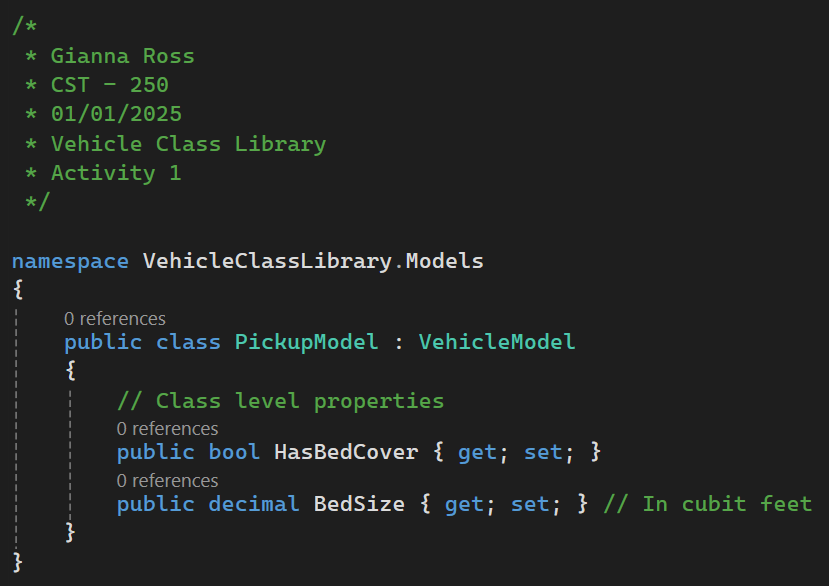 /*
* Gianna Ross
* CST - 250
* 01/01/2025
* Vehicle Class Library
* Activity 1
*/
namespace VehicleClassLibrary.Models
{
0 references
public class PickupModel : VehicleModel
{
// Class level properties
0 references
public bool HasBedCover { get; set; }
0 references
public decimal BedSize { get; set; } // In cubit feet
}
}